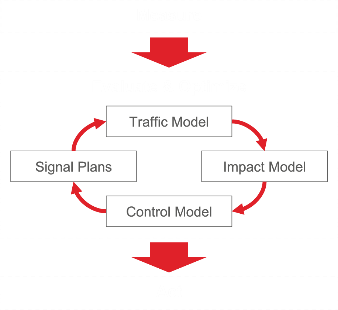 Traffic Model
Signal Plans
Impact Model
Control Model